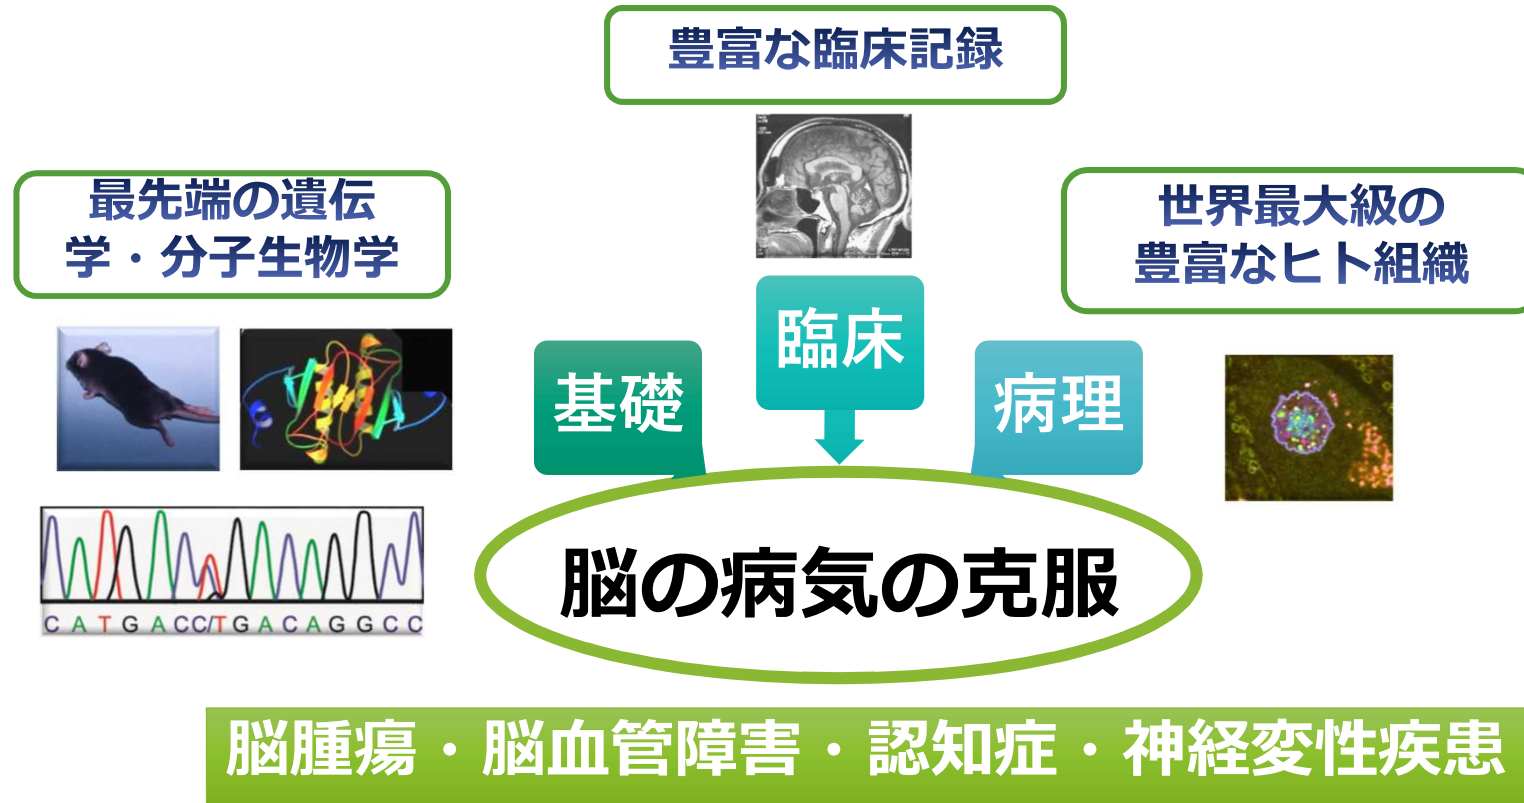 豊富な臨床記録
最先端の遺伝
学・分子生物学
世界最大級の
豊富なヒト組織
臨床
基礎
病理
脳の病気の克服
CATGACC/TGACAGGCC
脳腫瘍・脳血管障害・認知症・神経変性疾患